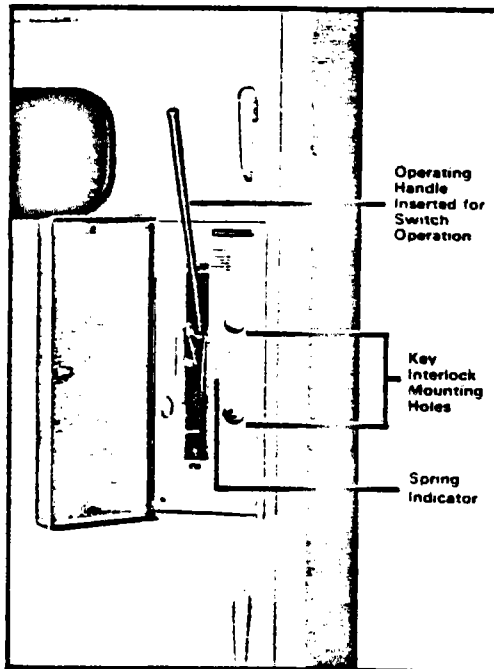 Operating
Handle
Inserted for
Switch
Operation
Key
Interlock
Mounting
Holes
Spring
Indicator